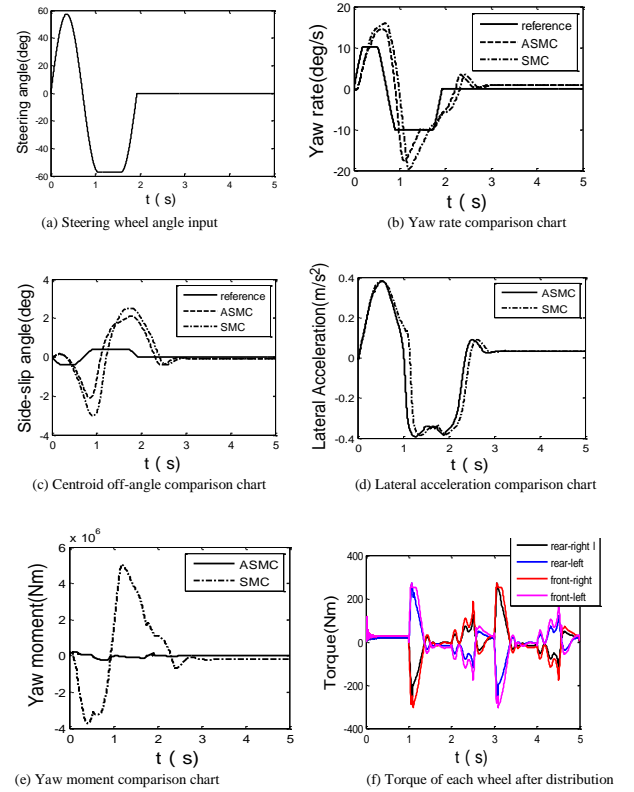 60
40
20
0
-20
-40
-60
Steering angle(deg)
0 1 2 3 4 5
t ( s)
(a) Steering wheel angle input
20
10
0
-10
-20
Yaw rate(deg/s)
reference
ASMC
SMC
0 1 2 3 4 5
t ( s)
(b) Yaw rate comparison chart
4
2
0
-2
-4
Side-slip angle(deg)
reference
ASMC
SMC
0 1 2 3 4 5
t ( s)
(c) Centroid off-angle comparison chart
0.4
0.2
0
-0.2
-0.4
Lateral Acceleration(m/s²)
ASMC
SMC
0 1 2 3 4 5
t ( s)
(d) Lateral acceleration comparison chart
x 10⁶
6
4
2
0
-2
-4
Yaw moment(Nm)
ASMC
SMC
0 1 2 3 4 5
t ( s)
(e) Yaw moment comparison chart
400
200
0
-200
-400
Torque(Nm)
rear-right l
rear-left
front-right
front-left
0 1 2 3 4 5
t ( s)
(f) Torque of each wheel after distribution